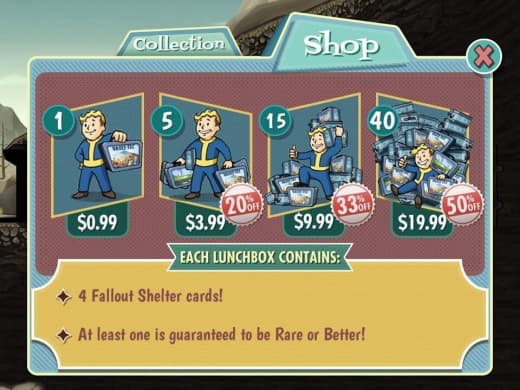 Collection
Shop
1
5
15
40
20% OFF
33% OFF
50% OFF
$0.99
$3.99
$9.99
$19.99
EACH LUNCHBOX CONTAINS:
4 Fallout Shelter cards!
At least one is guaranteed to be Rare or Better!